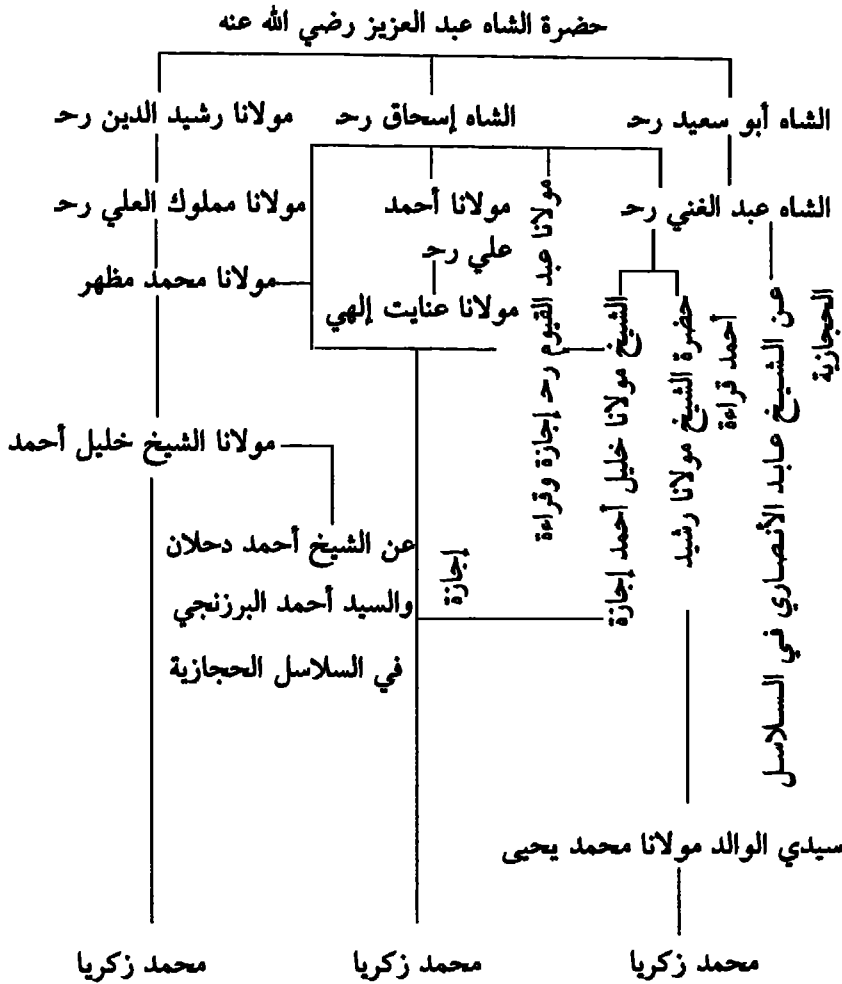 حضرة الشاه عبد العزيز رضي الله عنه
الشاه أبو سعيد رحـ
الشاه إسحاق رحـ
مولانا رشيد الدين رحـ
الشاه عبد الغني رحـ
مولانا عبد القيوم رحـ إجازة وقراءة
مولانا أحمد
علي رحـ
مولانا مملوك العلي رحـ
مولانا عنايت إلهي
مولانا محمد مظهر
عن الشيخ عابد الأنصاري في السلاسل
الحجازية
حضرة الشيخ مولانا رشيد
أحمد قراءة
الشيخ مولانا خليل أحمد إجازة
مولانا الشيخ خليل أحمد
عن الشيخ أحمد دحلان
والسيد أحمد البرزنجي
في السلاسل الحجازية
إجازة
سيدي الوالد مولانا محمد يحيى
محمد زكريا
محمد زكريا
محمد زكريا